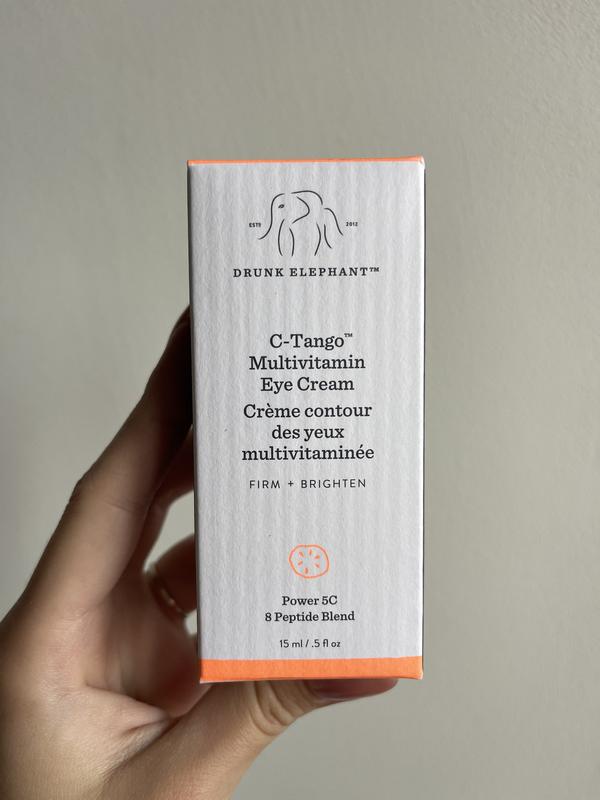 ESTD 2012
DRUNK ELEPHANT™
C-Tango™
Multivitamin
Eye Cream
Crème contour
des yeux
multivitaminée
FIRM + BRIGHTEN
Power 5C
8 Peptide Blend
15 ml / .5 fl oz